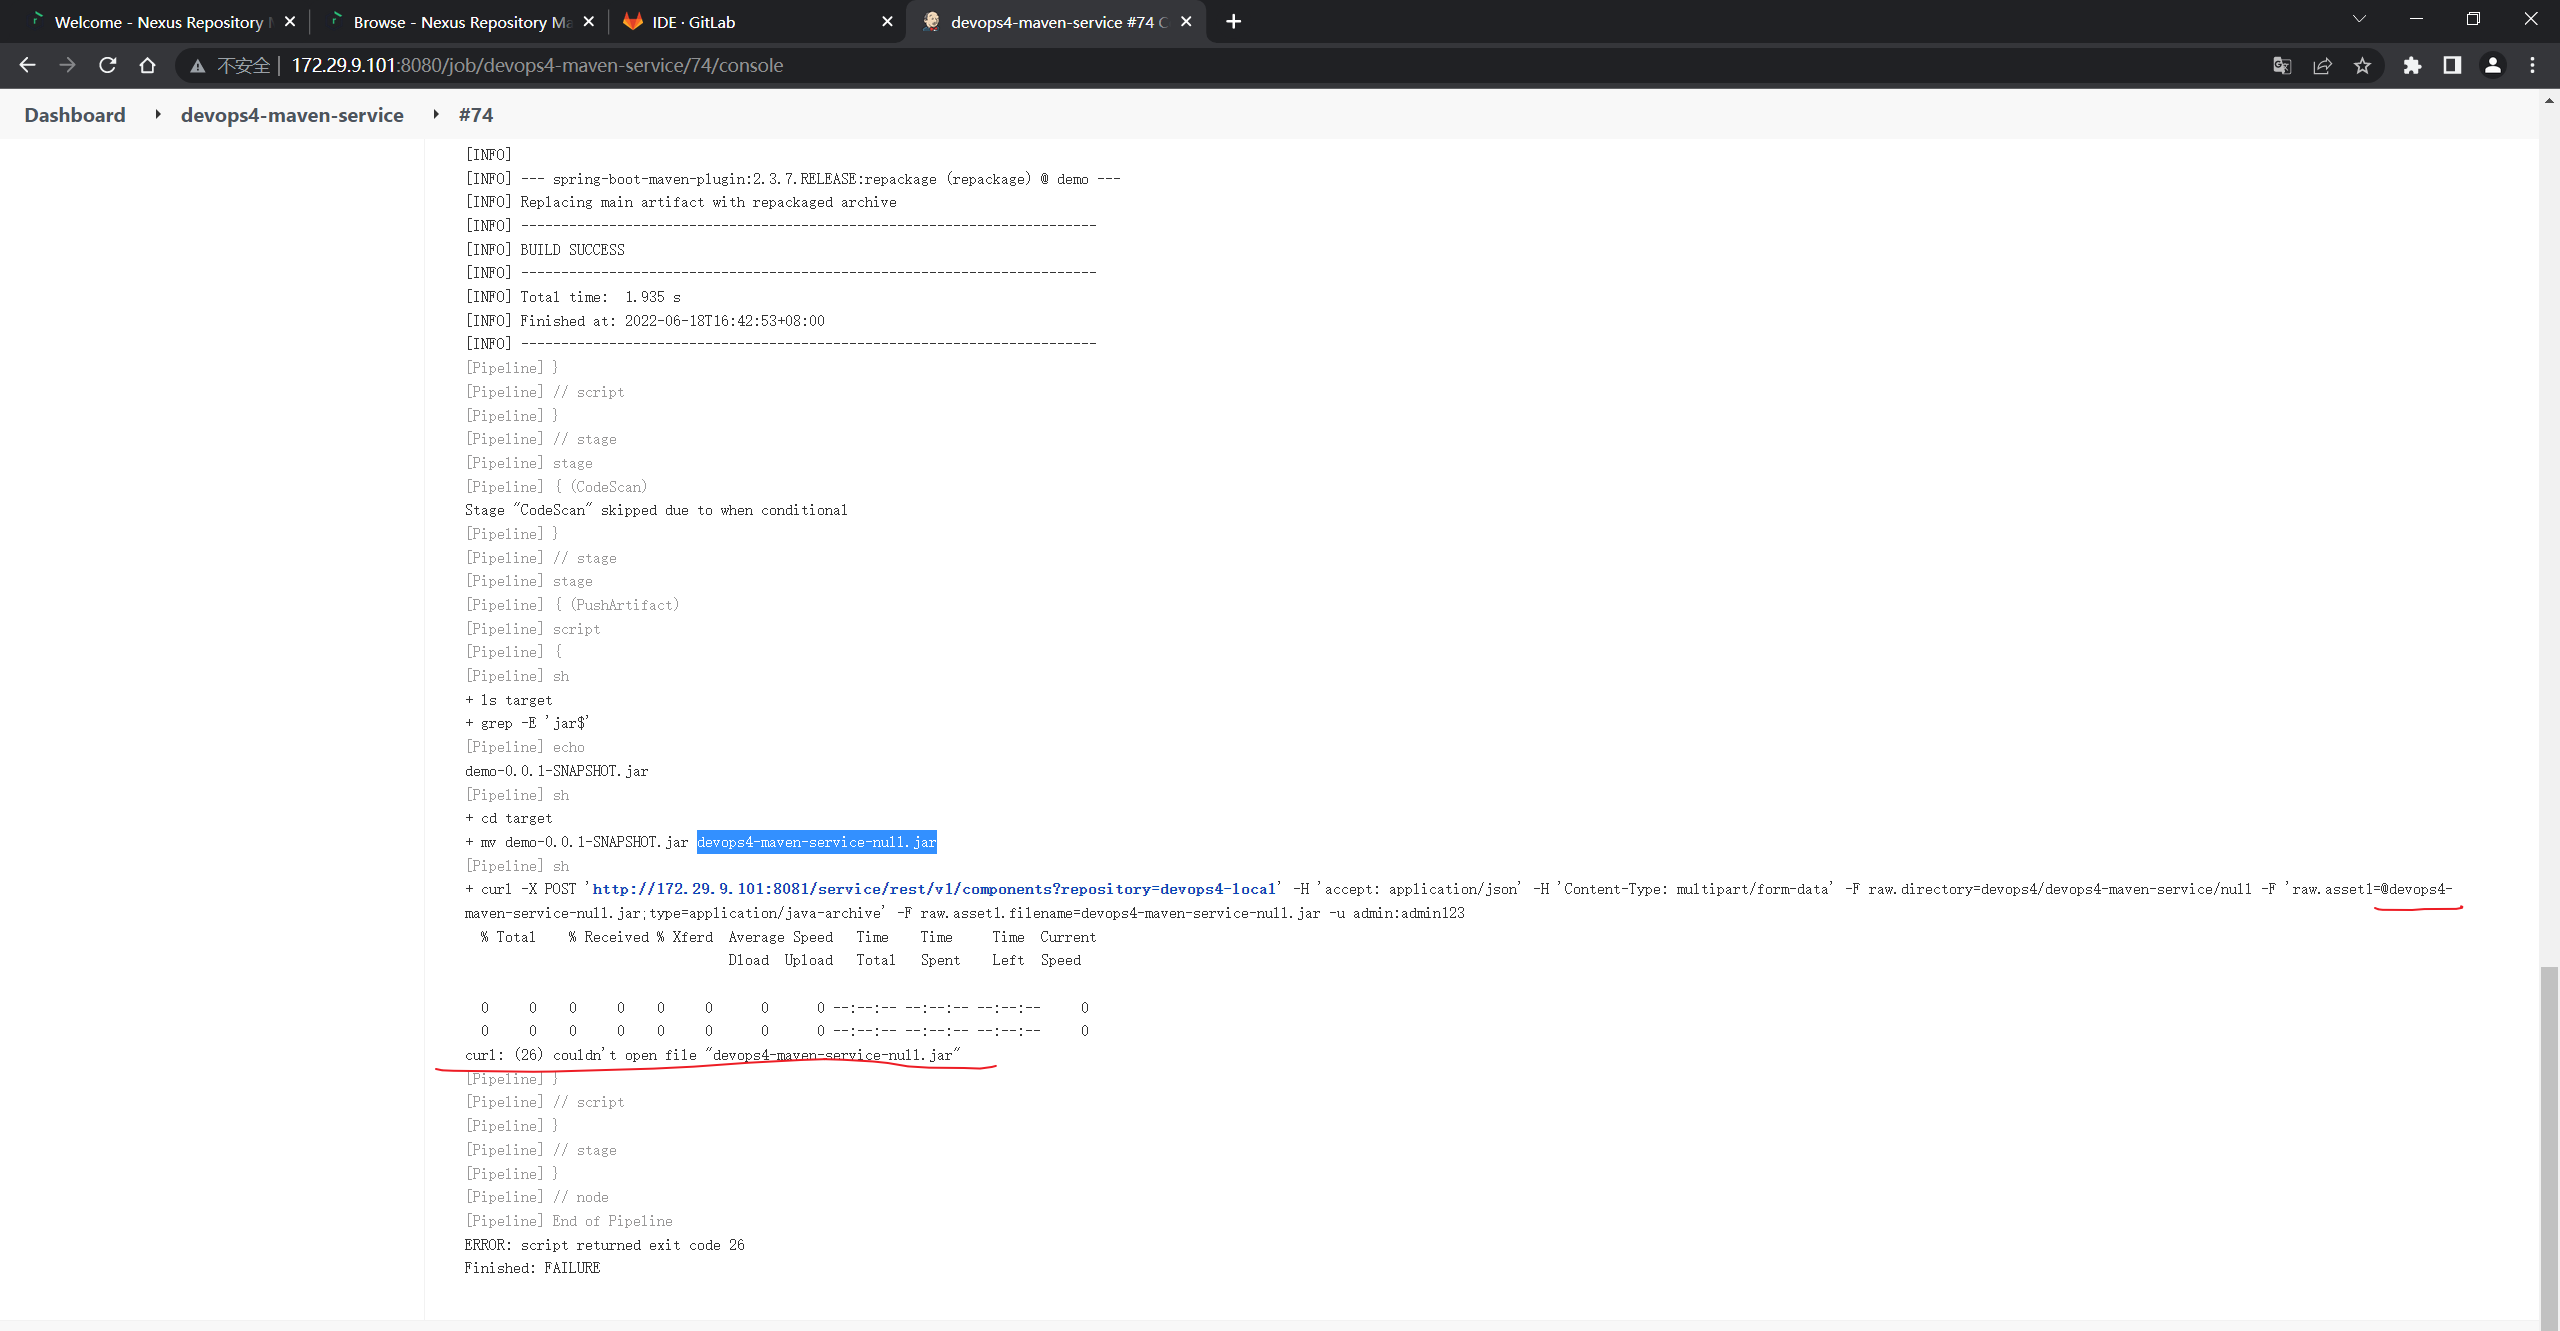 Welcome - Nexus Repository
Browse - Nexus Repository Ma
IDE · GitLab
devops4-maven-service #74 C
不安全 | 172.29.9.101:8080/job/devops4-maven-service/74/console
Dashboard devops4-maven-service #74
[INFO]
[INFO] --- spring-boot-maven-plugin:2.3.7.RELEASE:repackage (repackage) @ demo ---
[INFO] Replacing main artifact with repackaged archive
[INFO] ------------------------------------------------------------------------
[INFO] BUILD SUCCESS
[INFO] ------------------------------------------------------------------------
[INFO] Total time:  1.935 s
[INFO] Finished at: 2022-06-18T16:42:53+08:00
[INFO] ------------------------------------------------------------------------
[Pipeline] }
[Pipeline] // script
[Pipeline] }
[Pipeline] // stage
[Pipeline] stage
[Pipeline] { (CodeScan)
Stage "CodeScan" skipped due to when conditional
[Pipeline] }
[Pipeline] // stage
[Pipeline] stage
[Pipeline] { (PushArtifact)
[Pipeline] script
[Pipeline] {
[Pipeline] sh
+ ls target
+ grep -E 'jar$'
[Pipeline] echo
demo-0.0.1-SNAPSHOT.jar
[Pipeline] sh
+ cd target
+ mv demo-0.0.1-SNAPSHOT.jar devops4-maven-service-null.jar
[Pipeline] sh
+ curl -X POST 'http://172.29.9.101:8081/service/rest/v1/components?repository=devops4-local' -H 'accept: application/json' -H 'Content-Type: multipart/form-data' -F raw.directory=devops4/devops4-maven-service/null -F 'raw.asset1=@devops4-
maven-service-null.jar;type=application/java-archive' -F raw.asset1.filename=devops4-maven-service-null.jar -u admin:admin123
% Total % Received % Xferd Average Speed Time Time Time Current
Dload Upload Total Spent Left Speed
0 0 0 0 0 0 0 0 --:--:-- --:--:-- --:--:-- 0
0 0 0 0 0 0 0 0 --:--:-- --:--:-- --:--:-- 0
curl: (26) couldn't open file "devops4-maven-service-null.jar"
[Pipeline] }
[Pipeline] // script
[Pipeline] }
[Pipeline] // stage
[Pipeline] }
[Pipeline] // node
[Pipeline] End of Pipeline
ERROR: script returned exit code 26
Finished: FAILURE